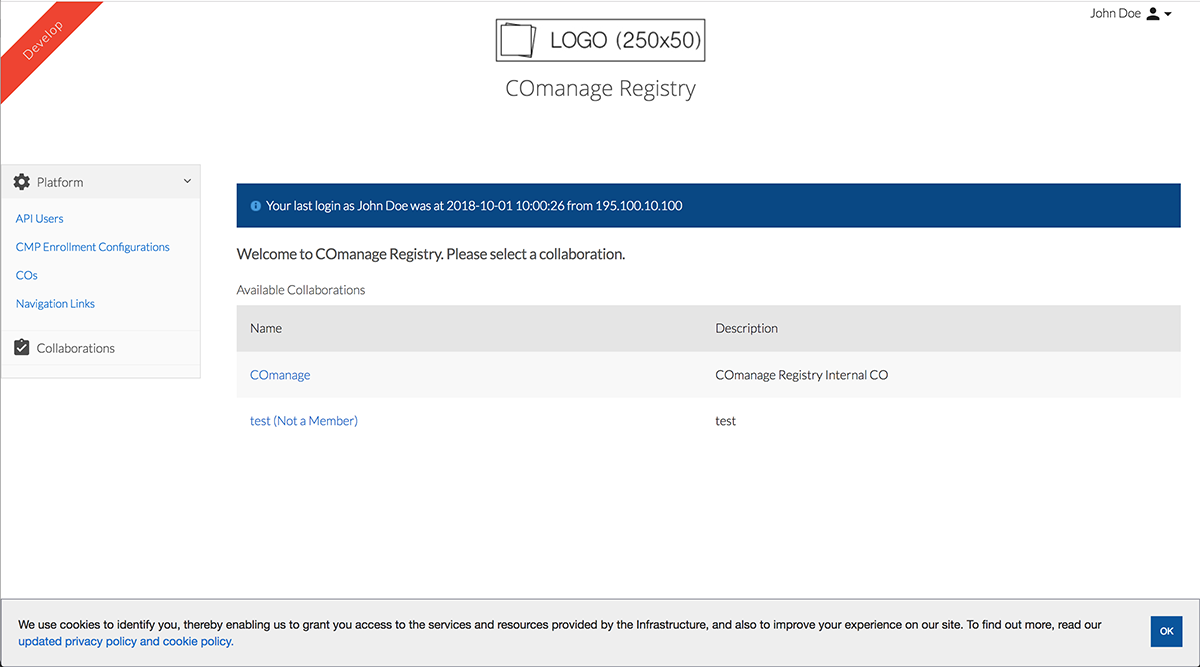 Develop
John Doe
LOGO (250x50)
COmanage Registry
Platform
API Users
CMP Enrollment Configurations
COs
Navigation Links
Collaborations
Your last login as John Doe was at 2018-10-01 10:00:26 from 195.100.10.100
Welcome to COmanage Registry. Please select a collaboration.
Available Collaborations
Name Description
COmanage COmanage Registry Internal CO
test (Not a Member) test
We use cookies to identify you, thereby enabling us to grant you access to the services and resources provided by the Infrastructure, and also to improve your experience on our site. To find out more, read our
updated privacy policy and cookie policy.
OK